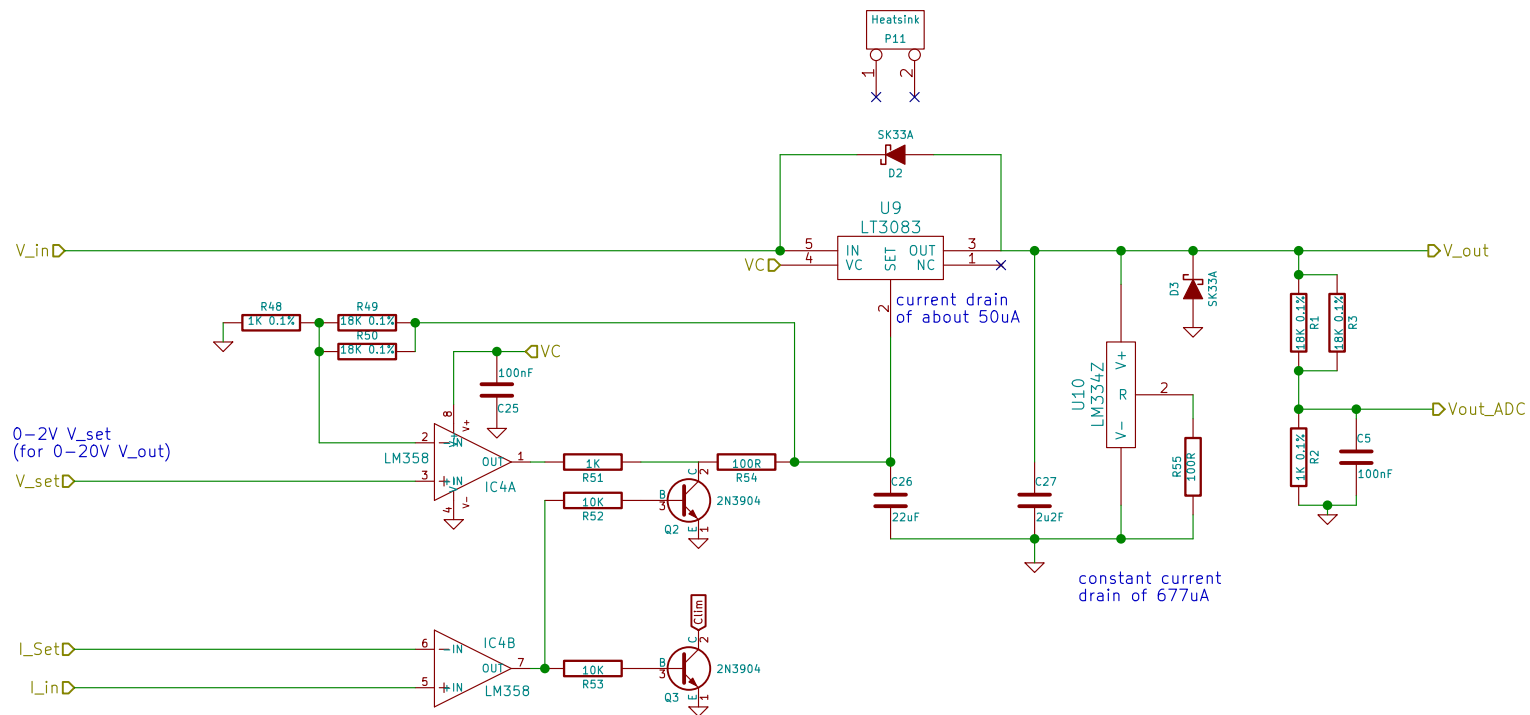 Heatsink
P11
1
2
SK33A
D2
U9
LT3083
V_in
5
IN
OUT
3
V_out
VC
4
VC
SET
NC
1
2
current drain
of about 50uA
D3
SK33A
18K 0.1%
R1
18K 0.1%
R3
R48
1K 0.1%
R49
18K 0.1%
R50
18K 0.1%
VC
100nF
C25
U10
LM334Z
V+
R
V-
2
Vout_ADC
0-2V V_set
(for 0-20V V_out)
V_set
8
V+
2
-IN
LM358
3
+IN
OUT
1
IC4A
4
V-
1K
R51
100R
R54
10K
R52
B
3
C
2
2N3904
Q2
E
1
C26
22uF
C27
2u2F
R55
100R
1K 0.1%
R2
C5
100nF
constant current
drain of 677uA
Clim
I_Set
6
-IN
IC4B
OUT
7
I_in
5
+IN
LM358
10K
R53
B
3
C
2
2N3904
Q3
E
1